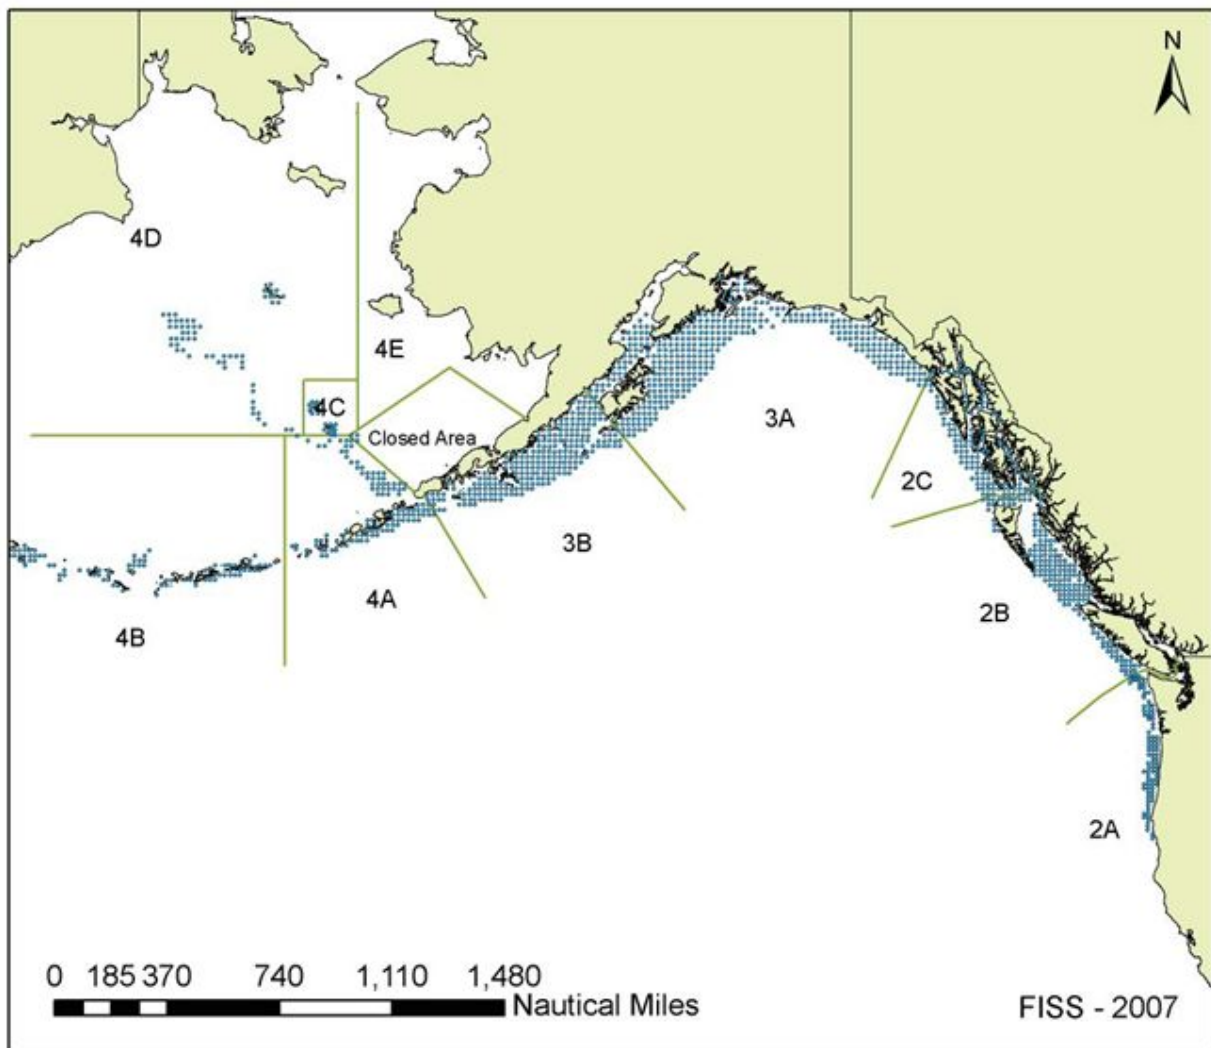 N
4D
4E
4C
Closed Area
3A
2C
3B
4A
2B
4B
2A
0 185 370 740 1,110 1,480
Nautical Miles
FISS - 2007